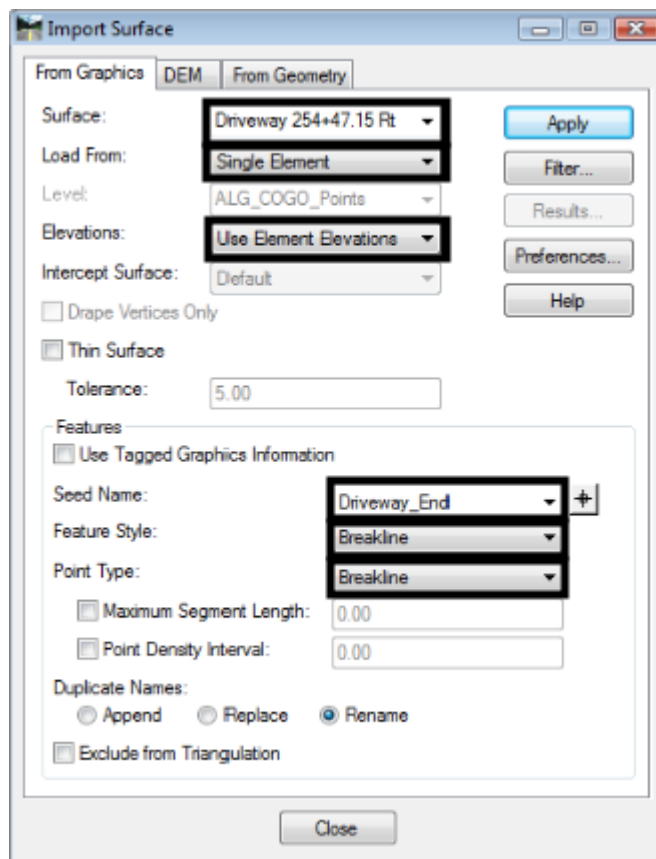 Import Surface
From Graphics DEM From Geometry
Surface: Driveway 254+47.15 Rt Apply
Load From: Single Element Filter...
Level: ALG_COGO_Points Results...
Elevations: Use Element Elevations Preferences...
Intercept Surface: Default Help
Drape Vertices Only
Thin Surface
Tolerance: 5.00
Features
Use Tagged Graphiics Information
Seed Name: Driveway_End
Feature Style: Breakline
Point Type: Breakline
Maximum Segment Length: 0.00
Point Density Interval: 0.00
Duplicate Names:
Append Replace Rename
Exclude from Triangulation
Close